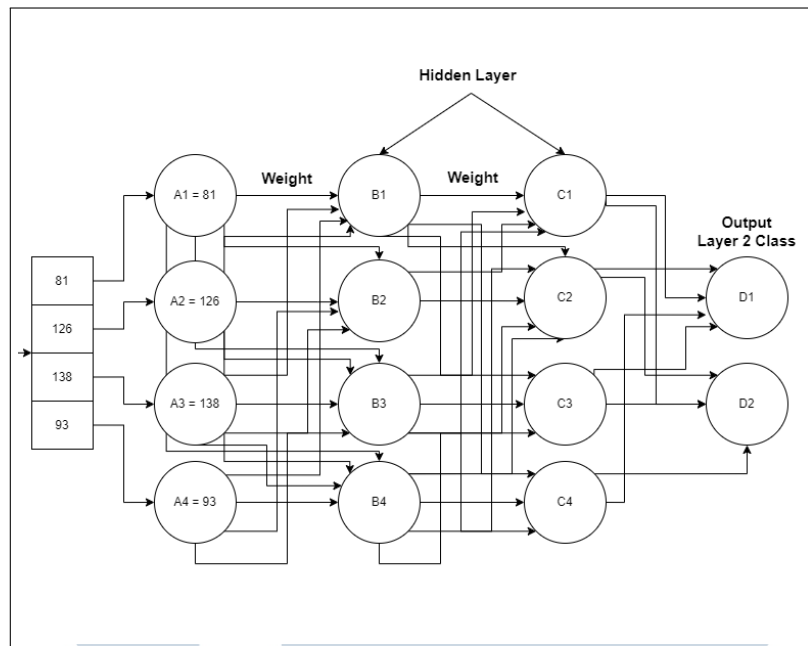 Hidden Layer
Weight
Weight
A1 = 81
B1
C1
Output
Layer 2 Class
81
126
138
93
A2 = 126
B2
C2
D1
A3 = 138
B3
C3
D2
A4 = 93
B4
C4